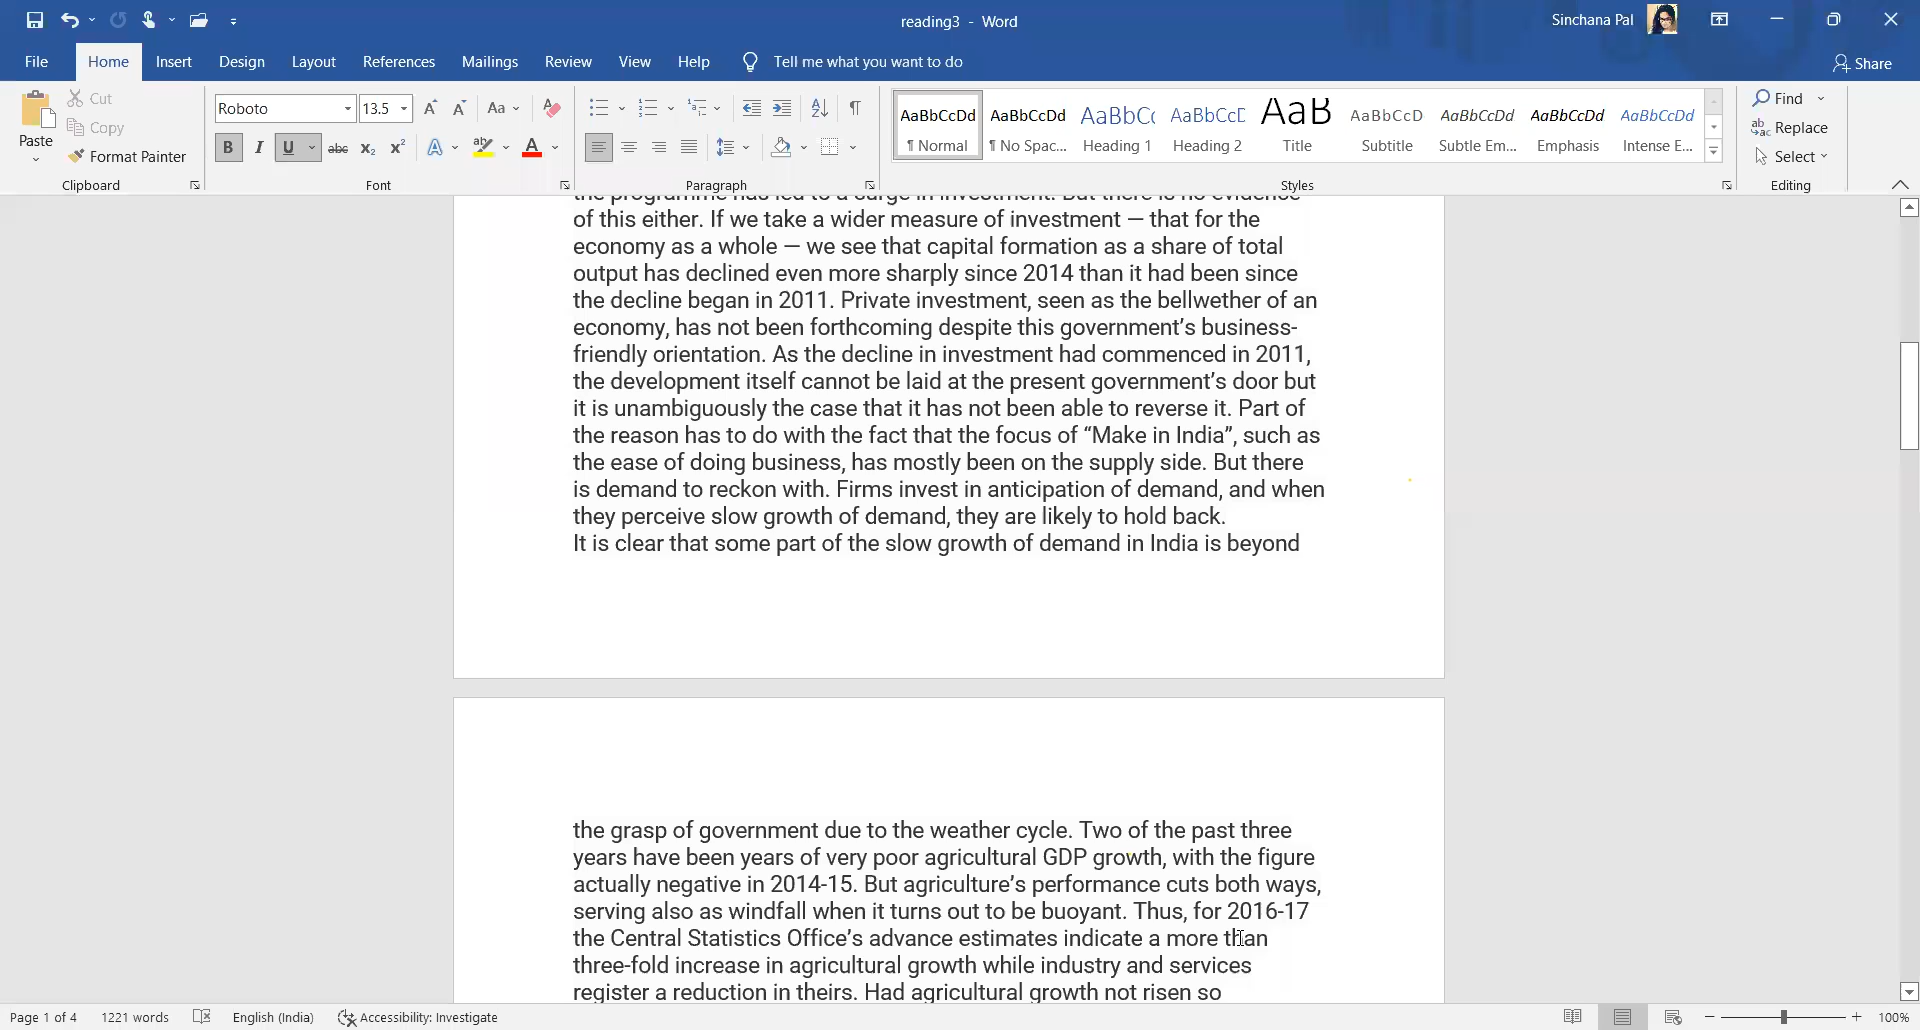 reading3 - Word
Sinchana Pal
File Home Insert Design Layout References Mailings Review View Help Tell me what you want to do Share
Paste
Cut
Copy
Format Painter
Clipboard
Roboto 13.5
Font
Paragraph
AaBbCcDd AaBbCcDd AaBbCc AaBbCcD AaB AaBbCcD AaBbCcDd AaBbCcDd AaBbCcDd
¶ Normal ¶ No Spac... Heading 1 Heading 2 Title Subtitle Subtle Em... Emphasis Intense E...
Styles
Find
Replace
Select
Editing
the programme has led to a surge in investment. But there is no evidence
of this either. If we take a wider measure of investment — that for the
economy as a whole — we see that capital formation as a share of total
output has declined even more sharply since 2014 than it had been since
the decline began in 2011. Private investment, seen as the bellwether of an
economy, has not been forthcoming despite this government’s business-
friendly orientation. As the decline in investment had commenced in 2011,
the development itself cannot be laid at the present government’s door but
it is unambiguously the case that it has not been able to reverse it. Part of
the reason has to do with the fact that the focus of “Make in India”, such as
the ease of doing business, has mostly been on the supply side. But there
is demand to reckon with. Firms invest in anticipation of demand, and when
they perceive slow growth of demand, they are likely to hold back.
It is clear that some part of the slow growth of demand in India is beyond
the grasp of government due to the weather cycle. Two of the past three
years have been years of very poor agricultural GDP growth, with the figure
actually negative in 2014-15. But agriculture’s performance cuts both ways,
serving also as windfall when it turns out to be buoyant. Thus, for 2016-17
the Central Statistics Office’s advance estimates indicate a more than
three-fold increase in agricultural growth while industry and services
register a reduction in theirs. Had agricultural growth not risen so
Page 1 of 4 1221 words English (India) Accessibility: Investigate 100%